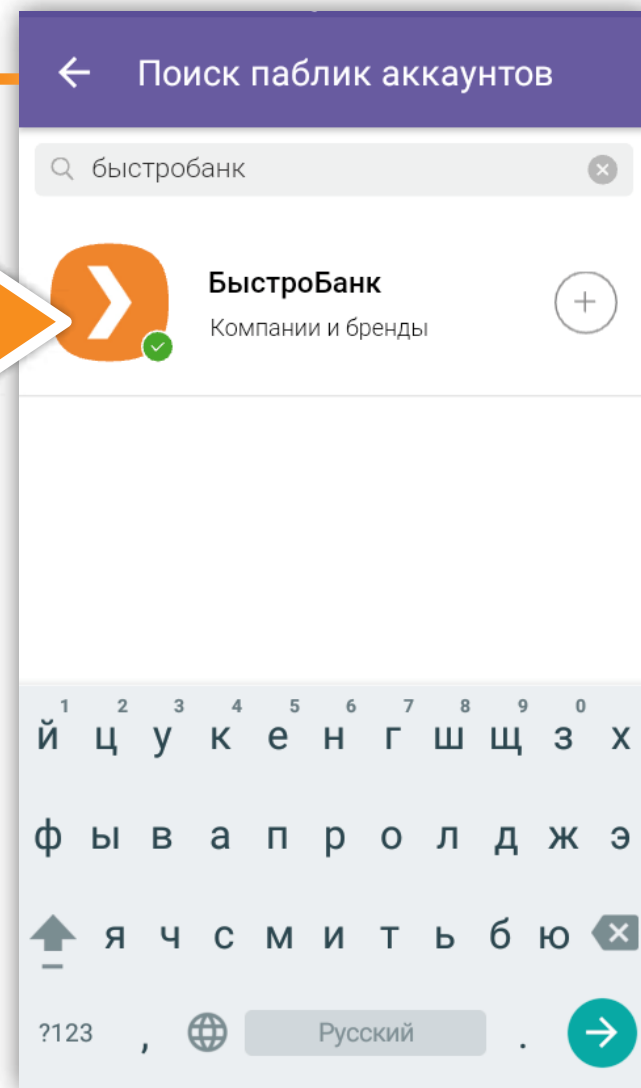 Поиск паблик аккаунтов
быстробанк
БыстроБанк
Компании и бренды
1 2 3 4 5 6 7 8 9 0
й ц у к е н г ш щ з х
ф ы в а п р о л д ж э
я ч с м и т ь б ю
?123 , Русский .